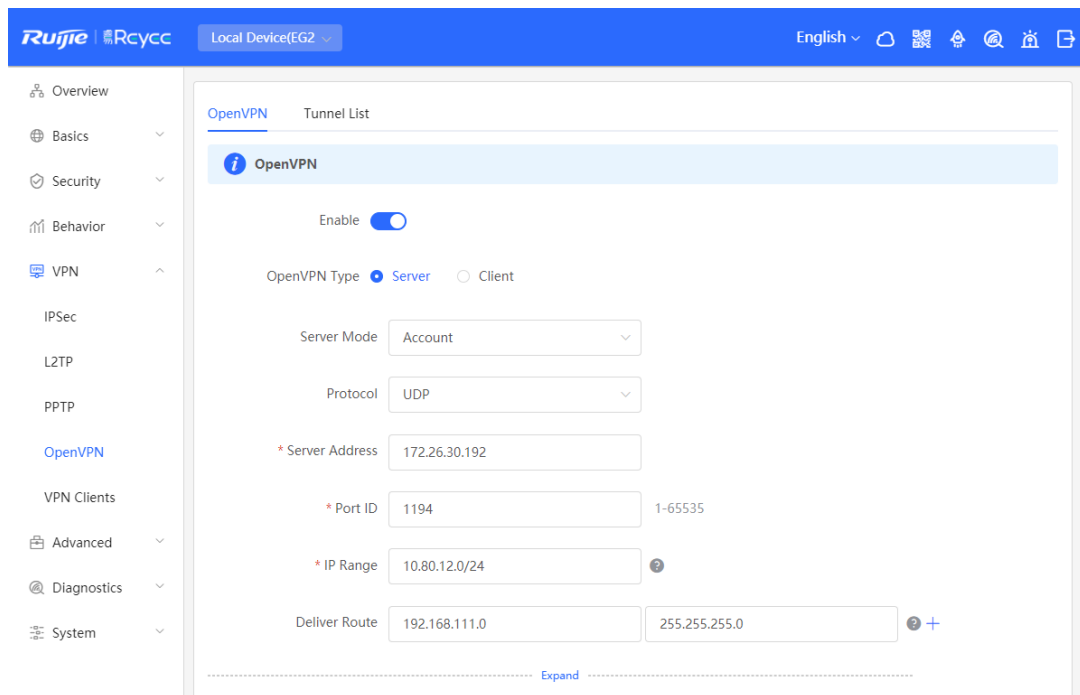 Ruijie | Reyee Local Device(EG2 English
Overview
Basics
Security
Behavior
VPN
IPSec
L2TP
PPTP
OpenVPN
VPN Clients
Advanced
Diagnostics
System
OpenVPN Tunnel List
OpenVPN
Enable
OpenVPN Type Server Client
Server Mode Account
Protocol UDP
* Server Address 172.26.30.192
* Port ID 1194 1-65535
* IP Range 10.80.12.0/24
Deliver Route 192.168.111.0 255.255.255.0
Expand